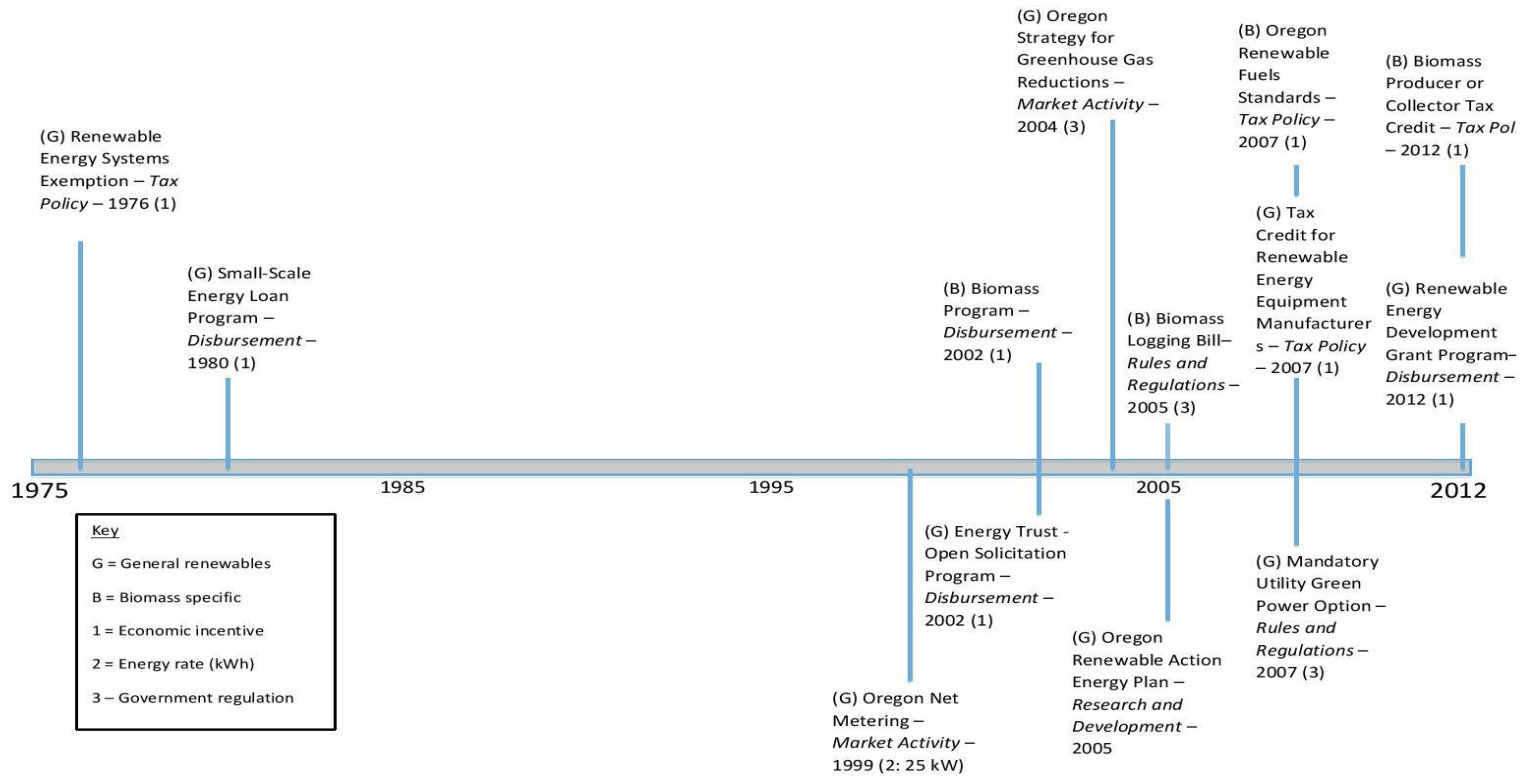 (G) Renewable
Energy Systems
Exemption – Tax
Policy – 1976 (1)
(G) Small-Scale
Energy Loan
Program –
Disbursement –
1980 (1)
(B) Biomass
Program –
Disbursement –
2002 (1)
(G) Oregon
Strategy for
Greenhouse Gas
Reductions –
Market Activity –
2004 (3)
(B) Biomass
Logging Bill–
Rules and
Regulations –
2005 (3)
(B) Oregon
Renewable
Fuels
Standards –
Tax Policy –
2007 (1)
(G) Tax
Credit for
Renewable
Energy
Equipment
Manufacturer
s – Tax Policy
– 2007 (1)
(B) Biomass
Producer or
Collector Tax
Credit – Tax Pol
– 2012 (1)
(G) Renewable
Energy
Development
Grant Program–
Disbursement –
2012 (1)
1975
1985
1995
2005
2012
Key
G = General renewables
B = Biomass specific
1 = Economic incentive
2 = Energy rate (kWh)
3 – Government regulation
(G) Oregon Net
Metering –
Market Activity –
1999 (2: 25 kW)
(G) Energy Trust -
Open Solicitation
Program –
Disbursement –
2002 (1)
(G) Oregon
Renewable Action
Energy Plan –
Research and
Development –
2005
(G) Mandatory
Utility Green
Power Option –
Rules and
Regulations –
2007 (3)